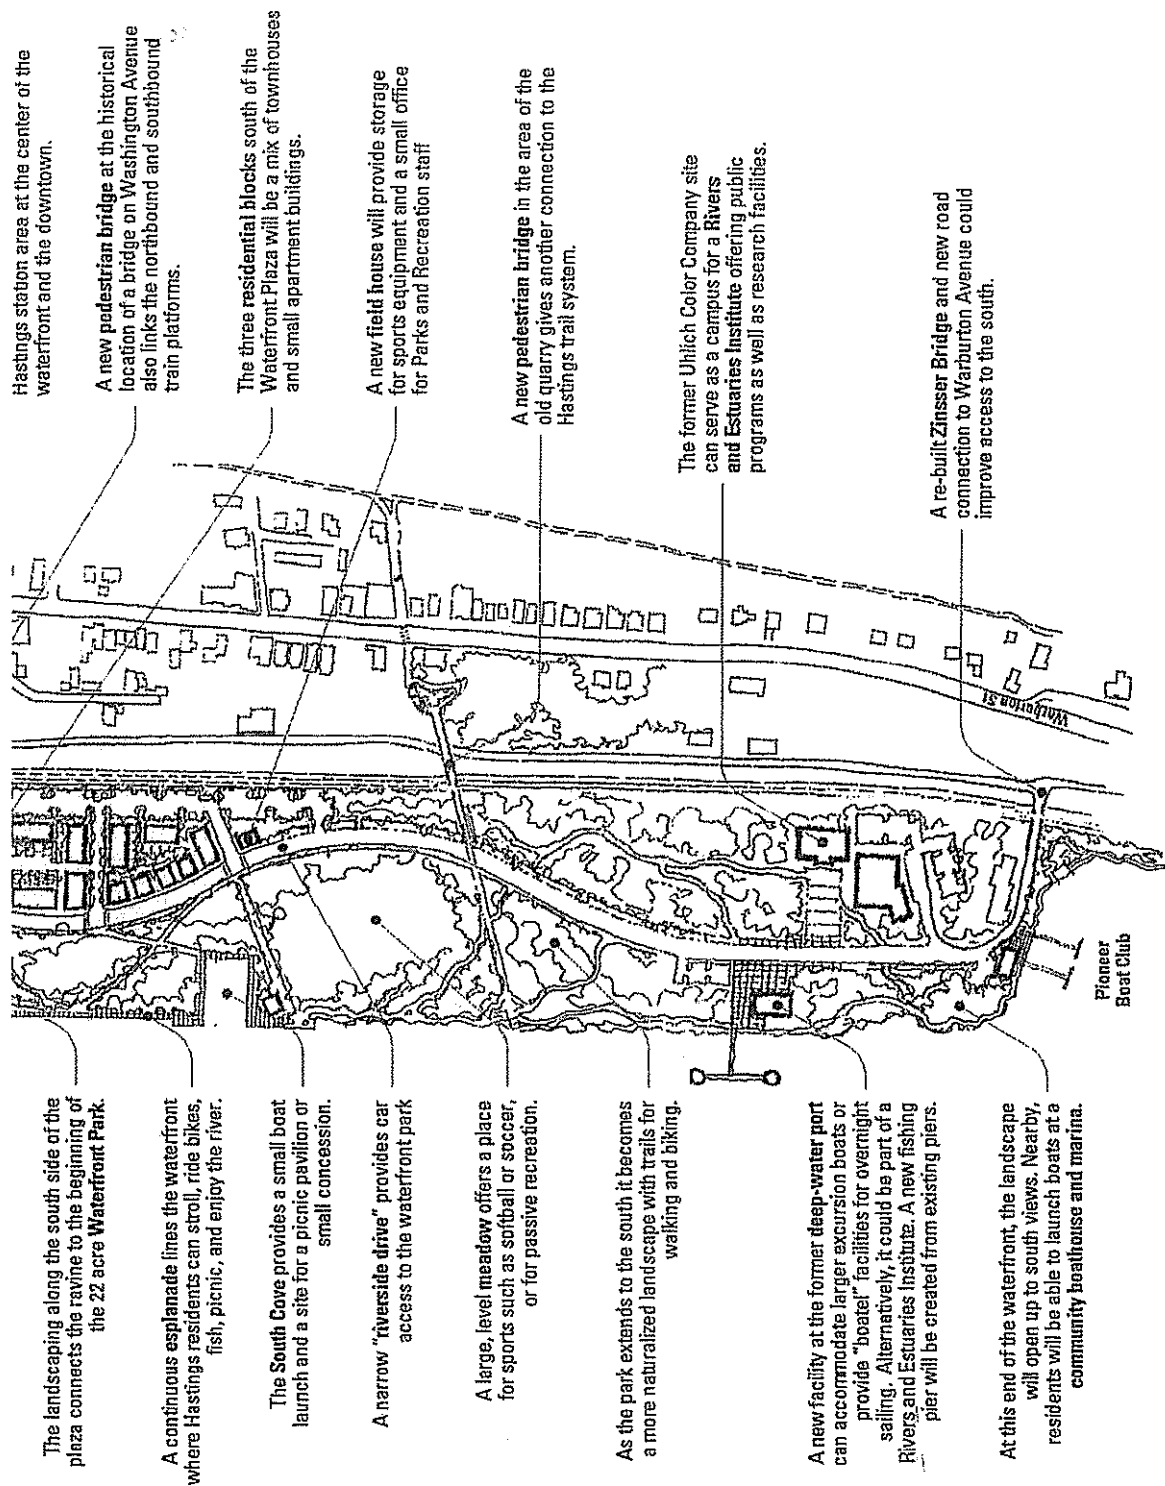 Hastings station area at the center of the
waterfront and the downtown.
A new pedestrian bridge at the historical
location of a bridge on Washington Avenue
also links the northbound and southbound
train platforms.
The three residential blocks south of the
Waterfront Plaza will be a mix of townhouses
and small apartment buildings.
A new field house will provide storage
for sports equipment and a small office
for Parks and Recreation staff
A new pedestrian bridge in the area of the
old quarry gives another connection to the
Hastings trail system.
The former Uhlich Color Company site
can serve as a campus for a Rivers
and Estuaries Institute offering public
programs as well as research facilities.
A re-built Zinsser Bridge and new road
connection to Warburton Avenue could
improve access to the south.
Warburton St
Pioneer
Boat Club
The landscaping along the south side of the
plaza connects the ravine to the beginning of
the 22 acre Waterfront Park.
A continuous esplanade lines the waterfront
where Hastings residents can stroll, ride bikes,
fish, picnic, and enjoy the river.
The South Cove provides a small boat
launch and a site for a picnic pavilion or
small concession.
A narrow "riverside drive" provides car
access to the waterfront park
A large, level meadow offers a place
for sports such as softball or soccer,
or for passive recreation.
As the park extends to the south it becomes
a more naturalized landscape with trails for
walking and biking.
A new facility at the former deep-water port
can accommodate larger excursion boats or
provide "boatel" facilities for overnight
sailing. Alternatively, it could be part of a
Rivers and Estuaries Institute. A new fishing
pier will be created from existing piers.
At this end of the waterfront, the landscape
will open up to south views. Nearby,
residents will be able to launch boats at a
community boathouse and marina.